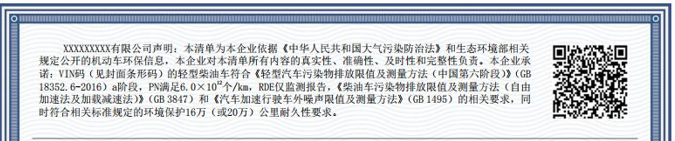 XXXXXXXXX有限公司声明：本清单为本企业依据《中华人民共和国大气污染防治法》和生态环境部相关
规定公开的机动车环保信息，本企业对本清单所有内容的真实性、准确性、及时性和完整性负责。本企业承
诺：VIN码（见封面条形码）的轻型柴油车符合《轻型汽车污染物排放限值及测量方法（中国第六阶段）》（GB
18352.6-2016）a阶段，PN满足6.0×10¹²个/km，RDE仅监测报告，《柴油车污染物排放限值及测量方法（自由
加速法及加载减速法）》（GB 3847）和《汽车加速行驶车外噪声限值及测量方法》（GB 1495）的相关要求，同
时符合相关标准规定的环境保护16万（或20万）公里耐久性要求。